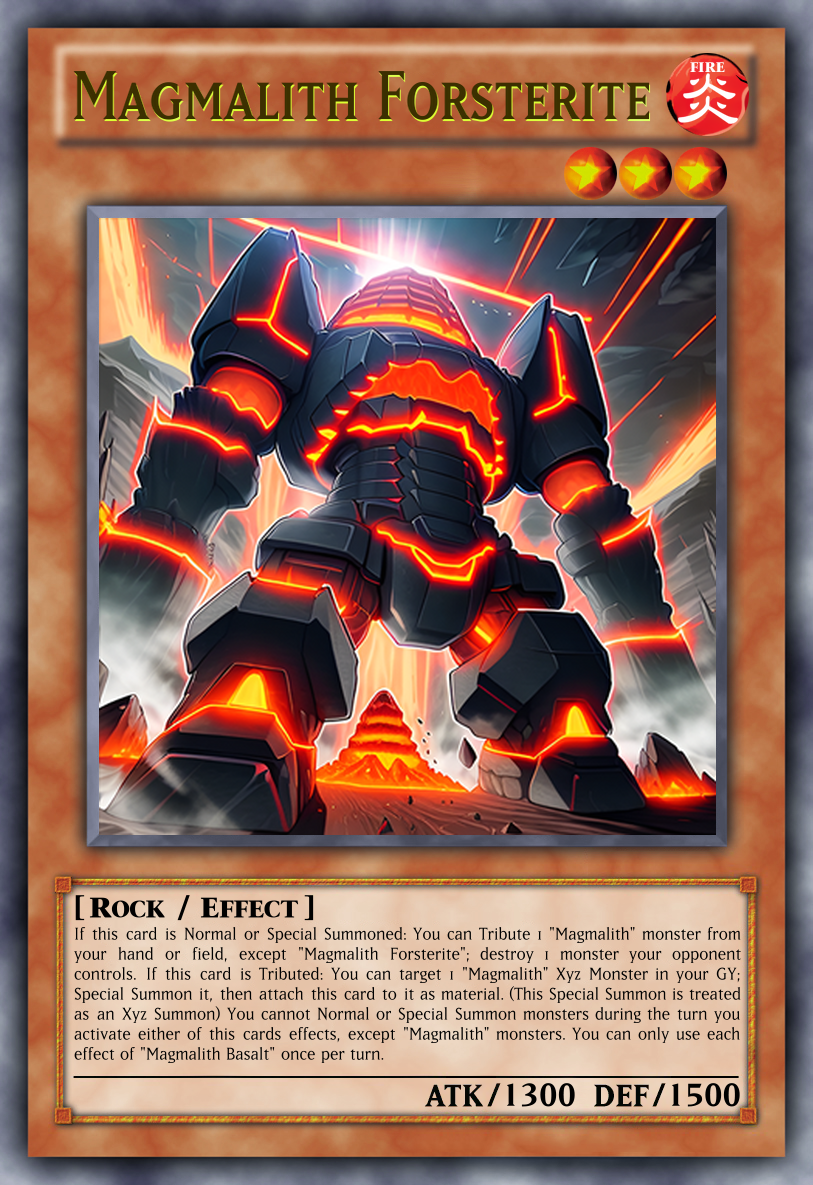 Magmalith Forsterite
FIRE
炎
[ Rock / Effect ]
If this card is Normal or Special Summoned: You can Tribute 1 "Magmalith" monster from
your hand or field, except "Magmalith Forsterite"; destroy 1 monster your opponent
controls. If this card is Tributed: You can target 1 "Magmalith" Xyz Monster in your GY;
Special Summon it, then attach this card to it as material. (This Special Summon is treated
as an Xyz Summon) You cannot Normal or Special Summon monsters during the turn you
activate either of this cards effects, except "Magmalith" monsters. You can only use each
effect of "Magmalith Basalt" once per turn.
ATK/1300 DEF/1500